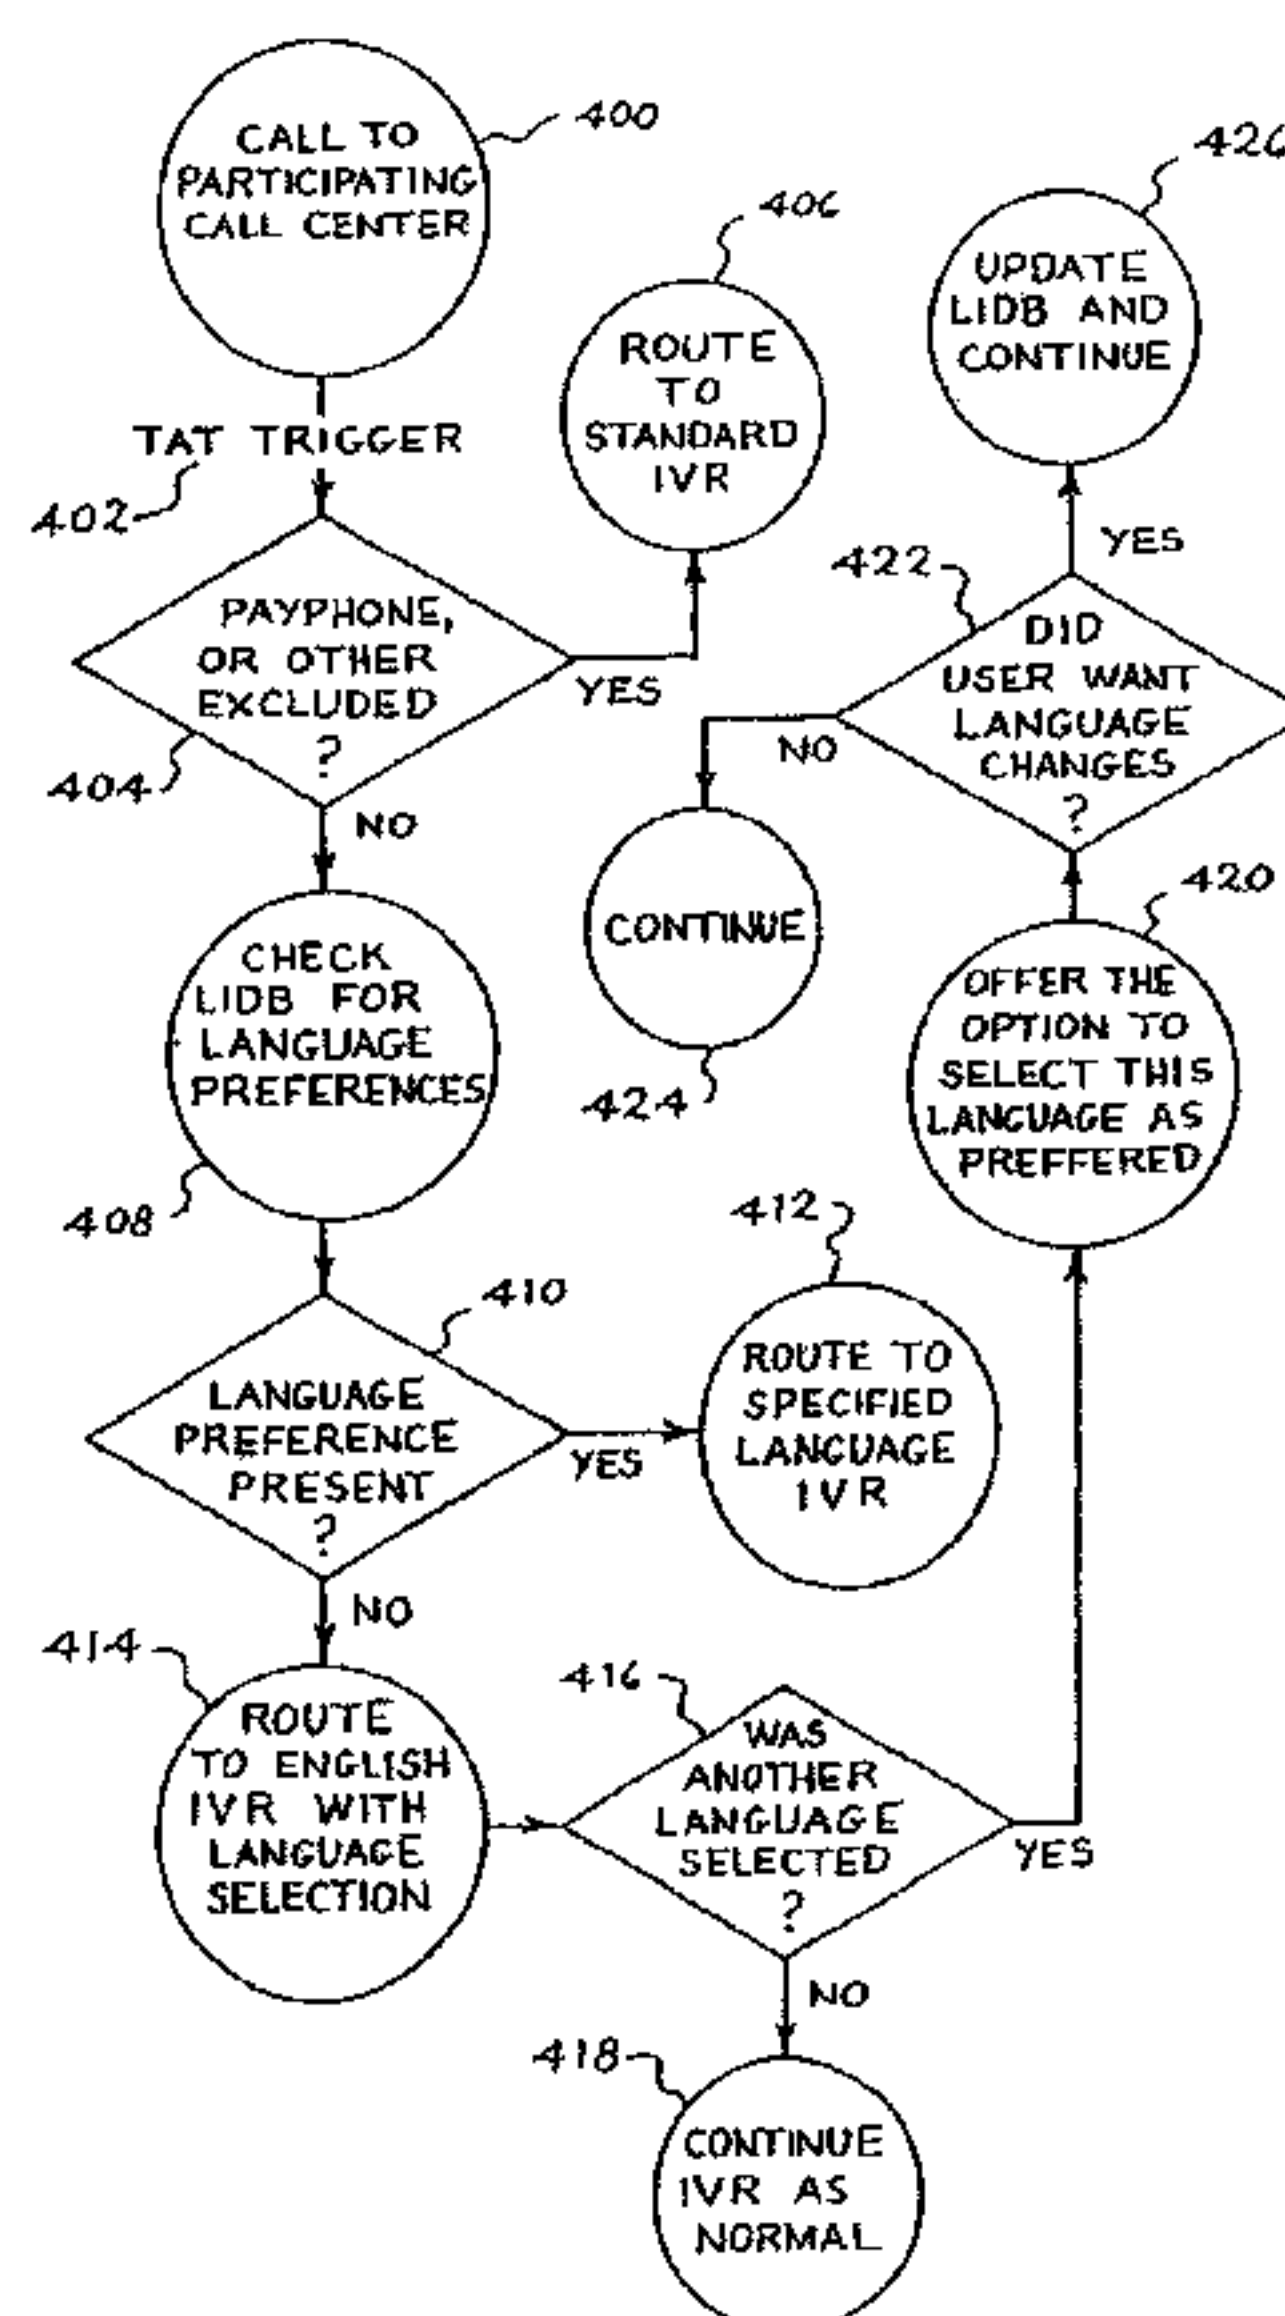 CALL TO
PARTICIPATING
CALL CENTER
400
TAT TRIGGER
402
PAYPHONE,
OR OTHER
EXCLUDED
?
404
YES
406
ROUTE
TO
STANDARD
IVR
NO
CHECK
LIDB FOR
LANGUAGE
PREFERENCES
408
410
LANGUAGE
PREFERENCE
PRESENT
?
YES
412
ROUTE TO
SPECIFIED
LANGUAGE
IVR
NO
414
ROUTE
TO ENGLISH
IVR WITH
LANGUAGE
SELECTION
416
WAS
ANOTHER
LANGUAGE
SELECTED
?
YES
NO
418
CONTINUE
IVR AS
NORMAL
420
OFFER THE
OPTION TO
SELECT THIS
LANGUAGE AS
PREFFERED
422
DID
USER WANT
LANGUAGE
CHANGES
?
NO
CONTINUE
424
YES
426
UPDATE
LIDB AND
CONTINUE